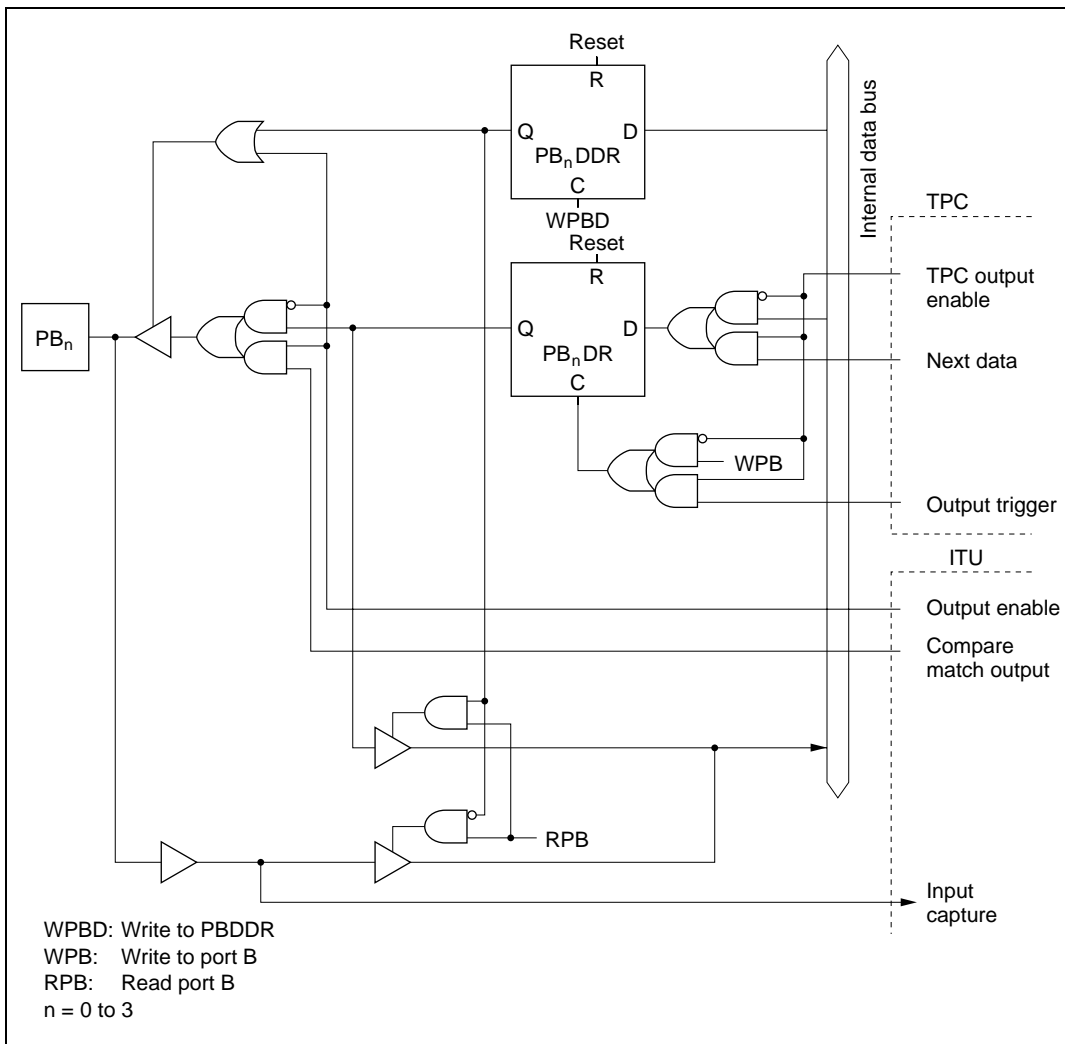 Reset
R
Q D
PBnDDR
C
WPBD
Internal data bus
TPC
Reset
R
TPC output
enable
PBn
Q D
PBnDR
C
Next data
WPB
Output trigger
ITU
Output enable
Compare
match output
RPB
Input
capture
WPBD: Write to PBDDR
WPB: Write to port B
RPB: Read port B
n = 0 to 3